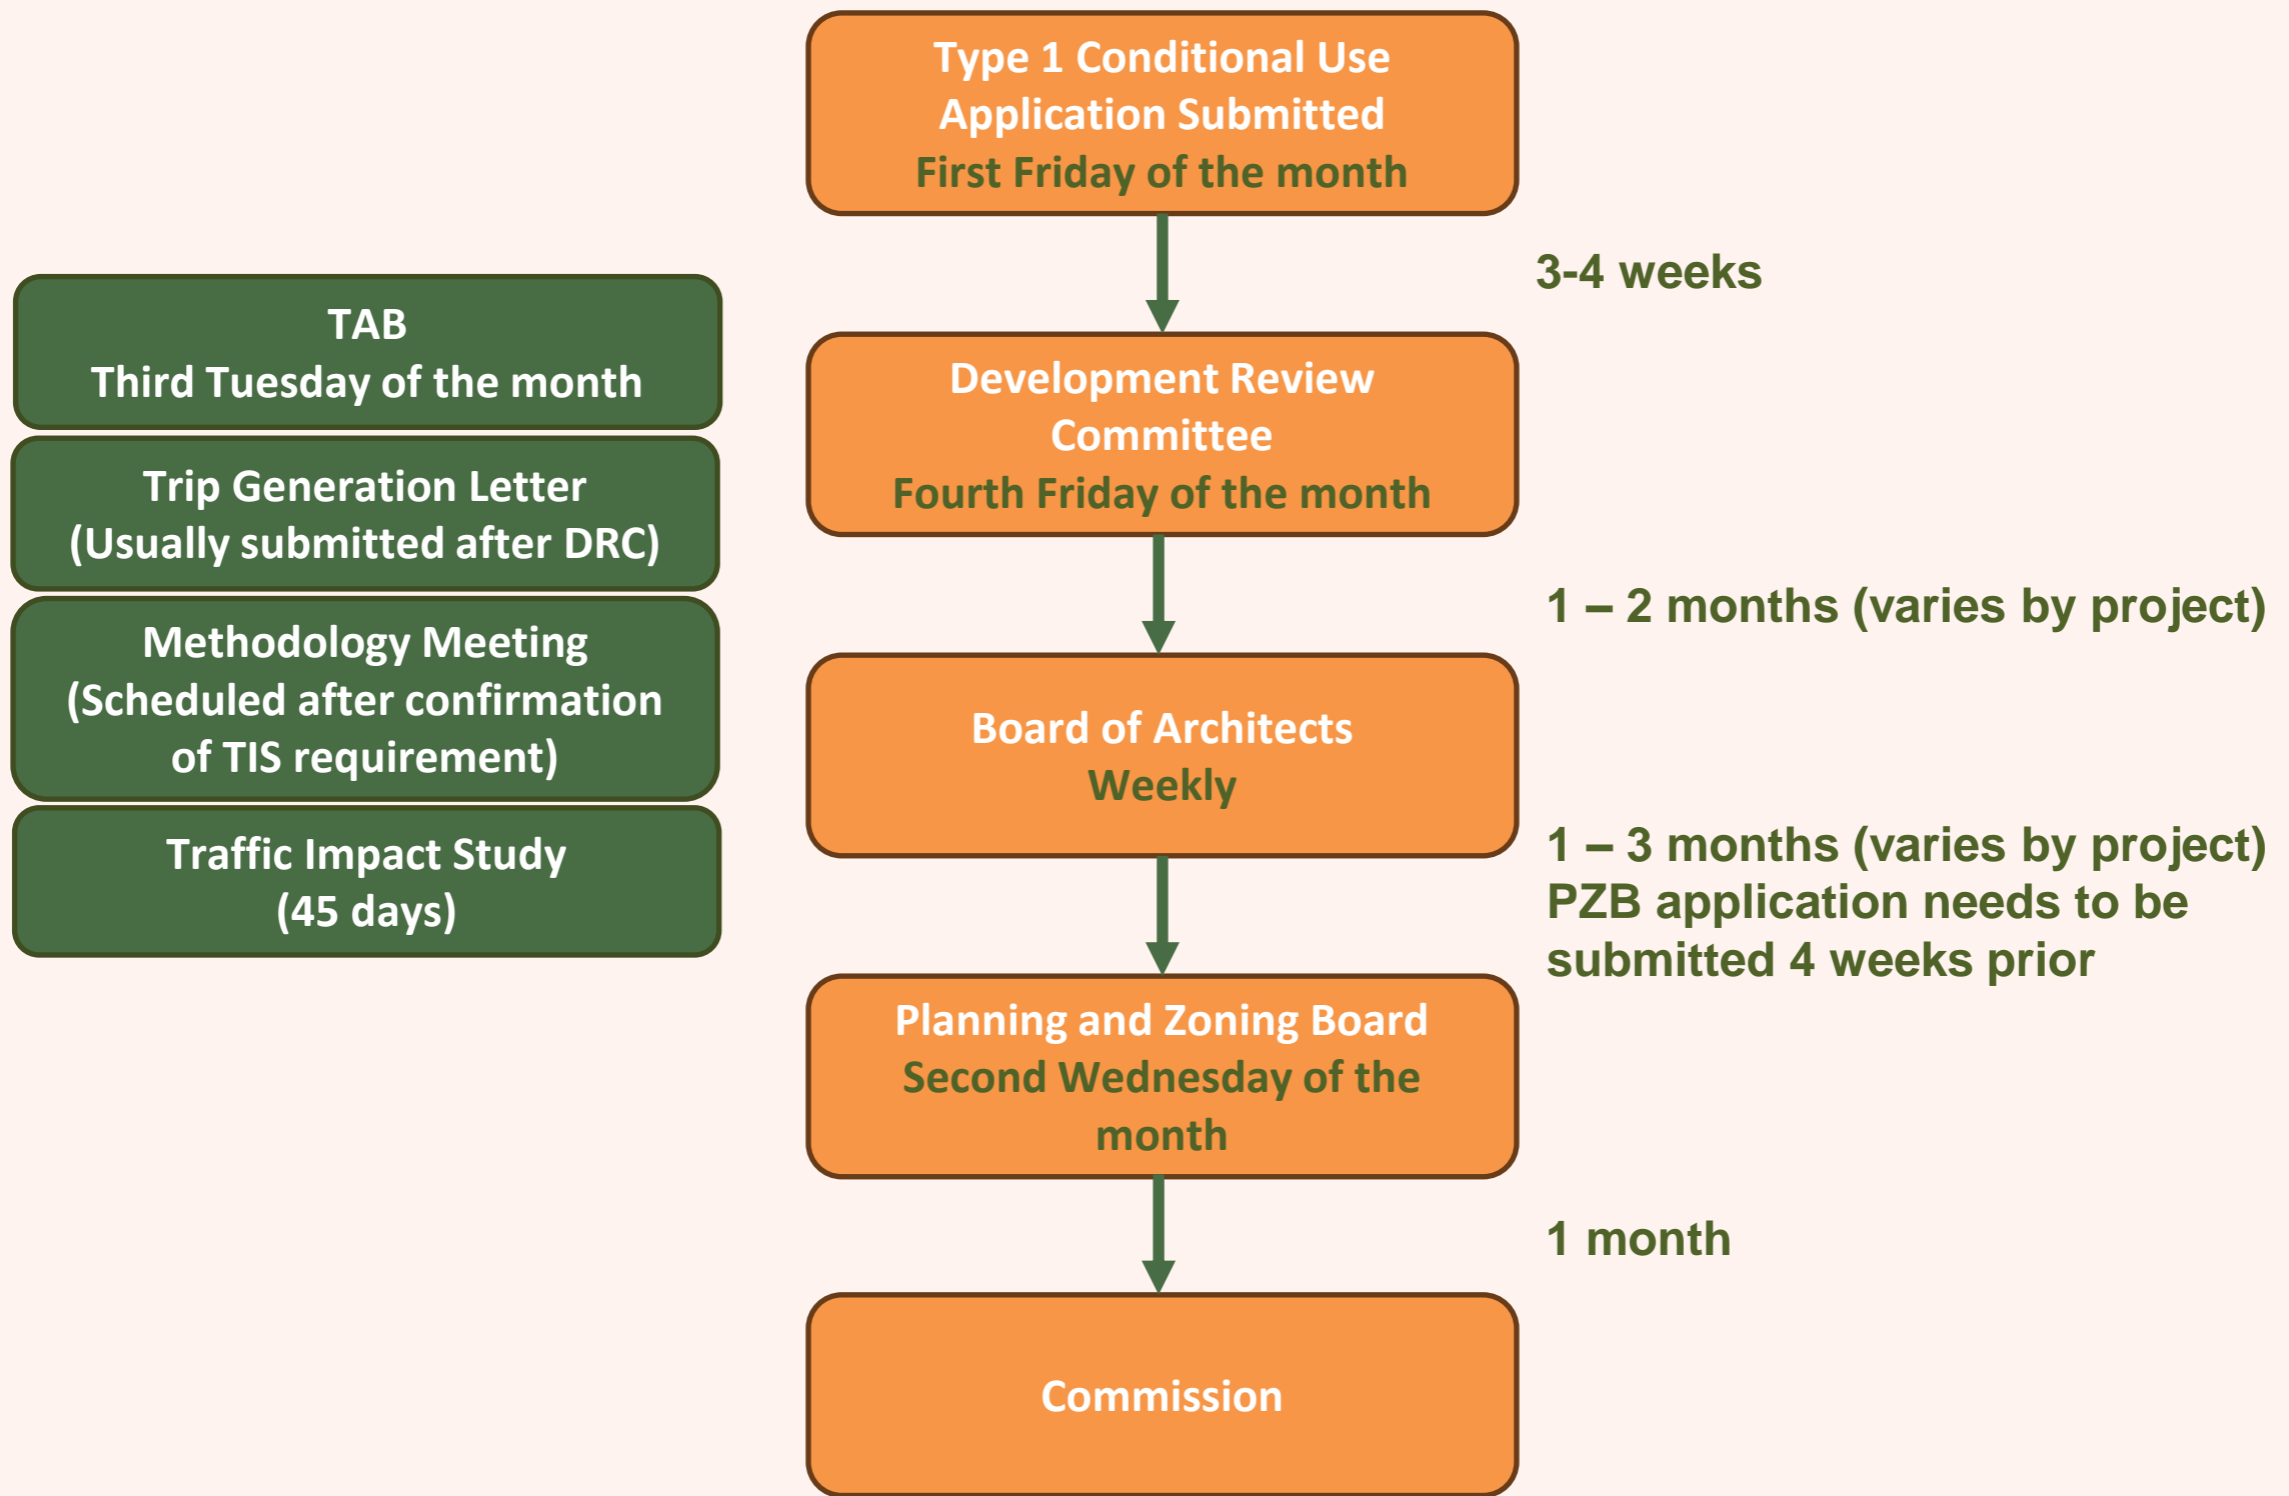 Type 1 Conditional Use
Application Submitted
First Friday of the month
3-4 weeks
TAB
Third Tuesday of the month
Trip Generation Letter
(Usually submitted after DRC)
Methodology Meeting
(Scheduled after confirmation
of TIS requirement)
Traffic Impact Study
(45 days)
Development Review
Committee
Fourth Friday of the month
1 – 2 months (varies by project)
Board of Architects
Weekly
1 – 3 months (varies by project)
PZB application needs to be
submitted 4 weeks prior
Planning and Zoning Board
Second Wednesday of the
month
1 month
Commission